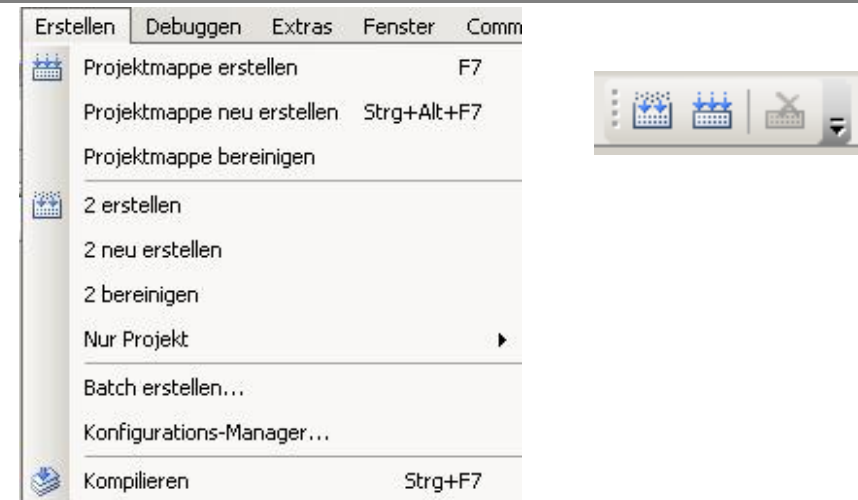 Erstellen Debuggen Extras Fenster Comm
Projektmappe erstellen F7
Projektmappe neu erstellen Strg+Alt+F7
Projektmappe bereinigen
2 erstellen
2 neu erstellen
2 bereinigen
Nur Projekt
Batch erstellen...
Konfigurations-Manager...
Kompilieren Strg+F7